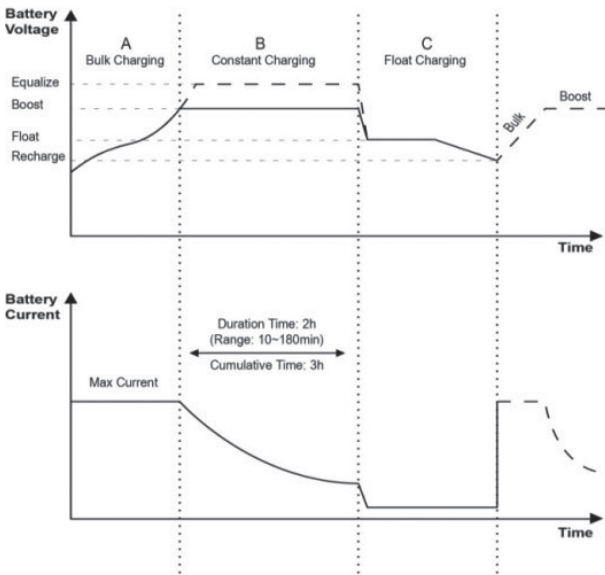 Battery
Voltage
A
Bulk Charging
B
Constant Charging
C
Float Charging
Equalize
Boost
Float
Recharge
Bulk
Boost
Time
Battery
Current
Duration Time: 2h
(Range: 10~180min)
Cumulative Time: 3h
Max Current
Time